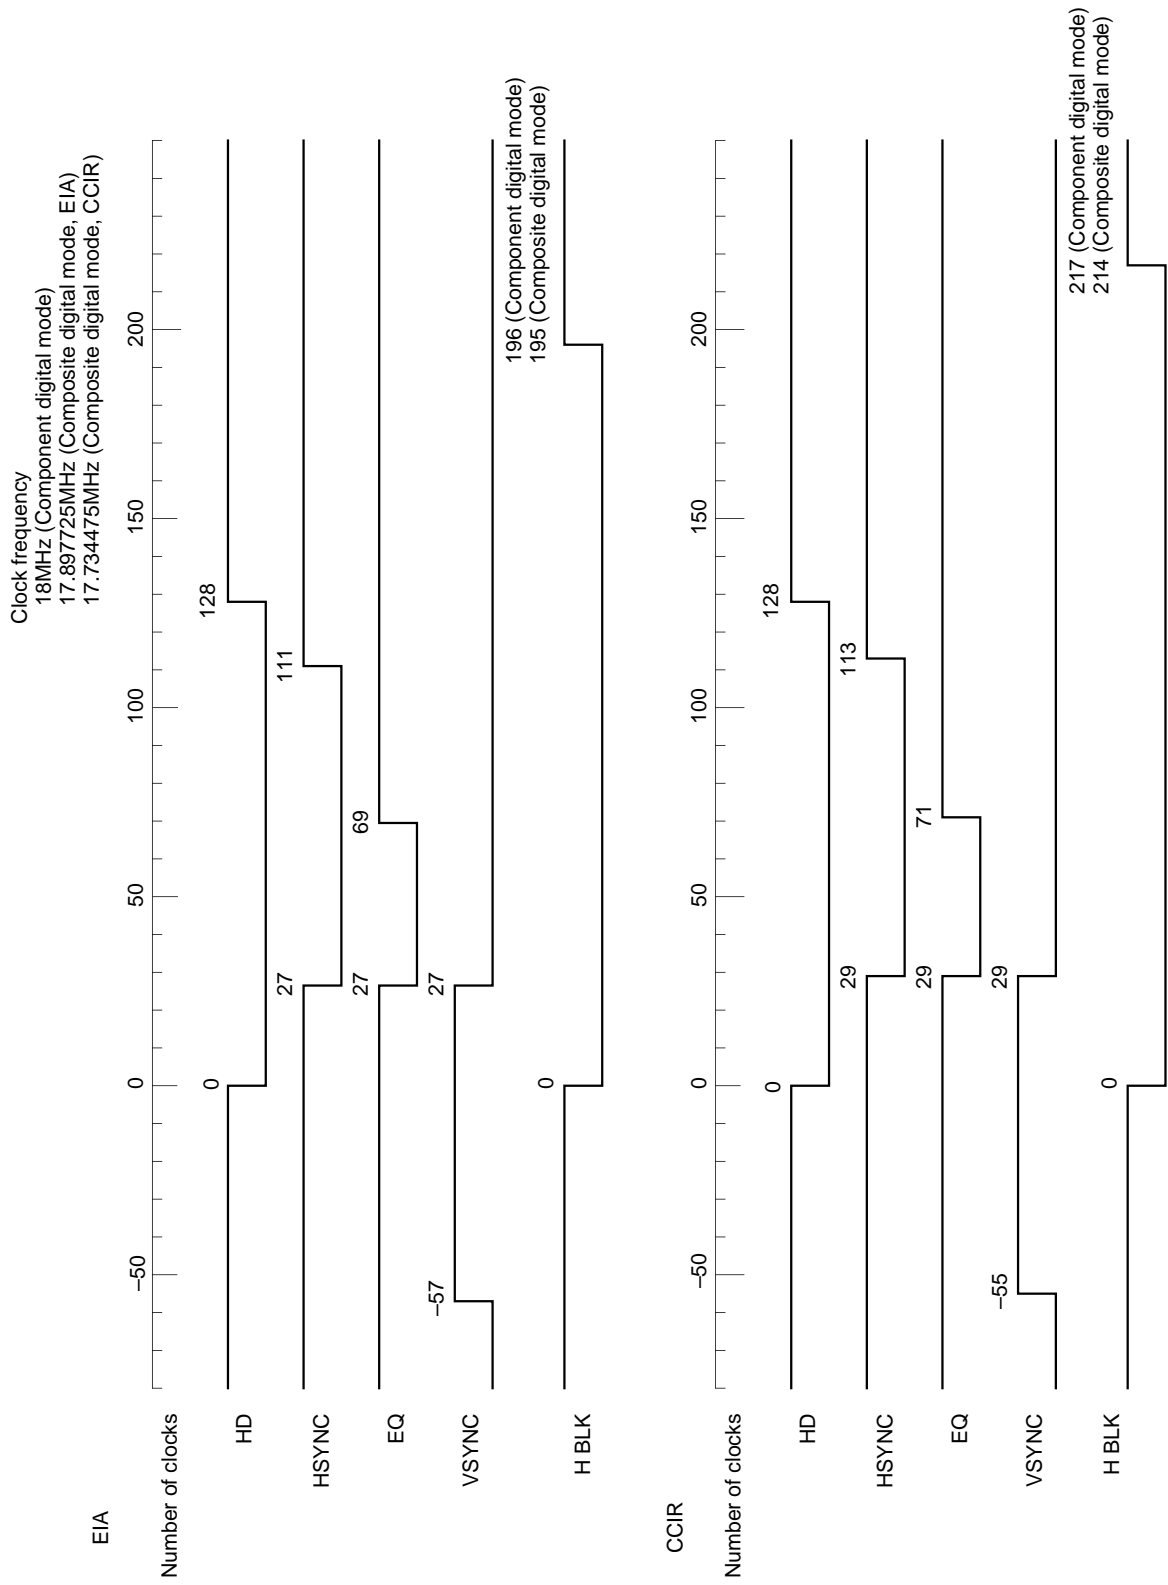 Clock frequency
18MHz (Component digital mode)
17.897725MHz (Composite digital mode, EIA)
17.734475MHz (Composite digital mode, CCIR)
EIA
Number of clocks
–50
0
50
100
150
200
HD
0
128
HSYNC
27
111
EQ
27
69
VSYNC
–57
27
196 (Component digital mode)
195 (Composite digital mode)
H BLK
0
CCIR
Number of clocks
–50
0
50
100
150
200
HD
0
128
HSYNC
29
113
EQ
29
71
VSYNC
–55
29
217 (Component digital mode)
214 (Composite digital mode)
H BLK
0